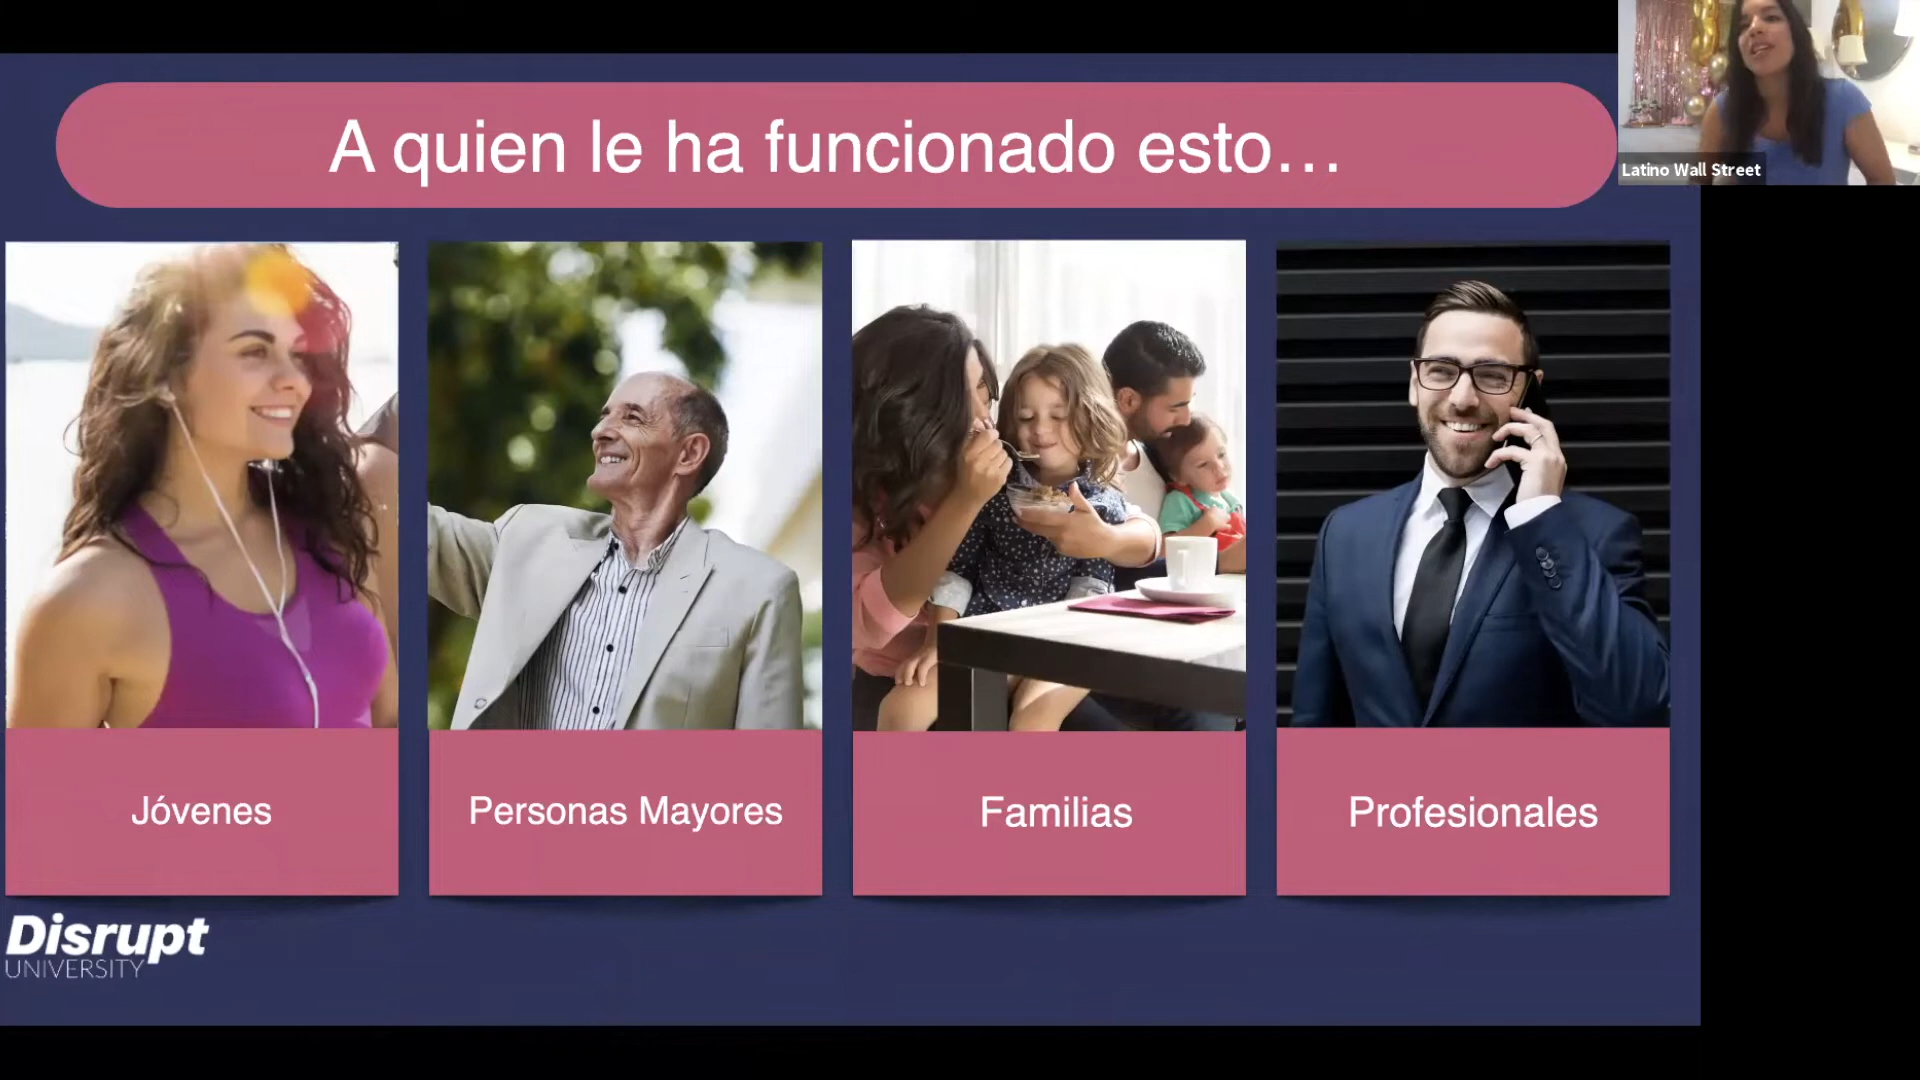 A quien le ha funcionado esto...
Latino Wall Street
Jóvenes
Personas Mayores
Familias
Profesionales
Disrupt
UNIVERSITY